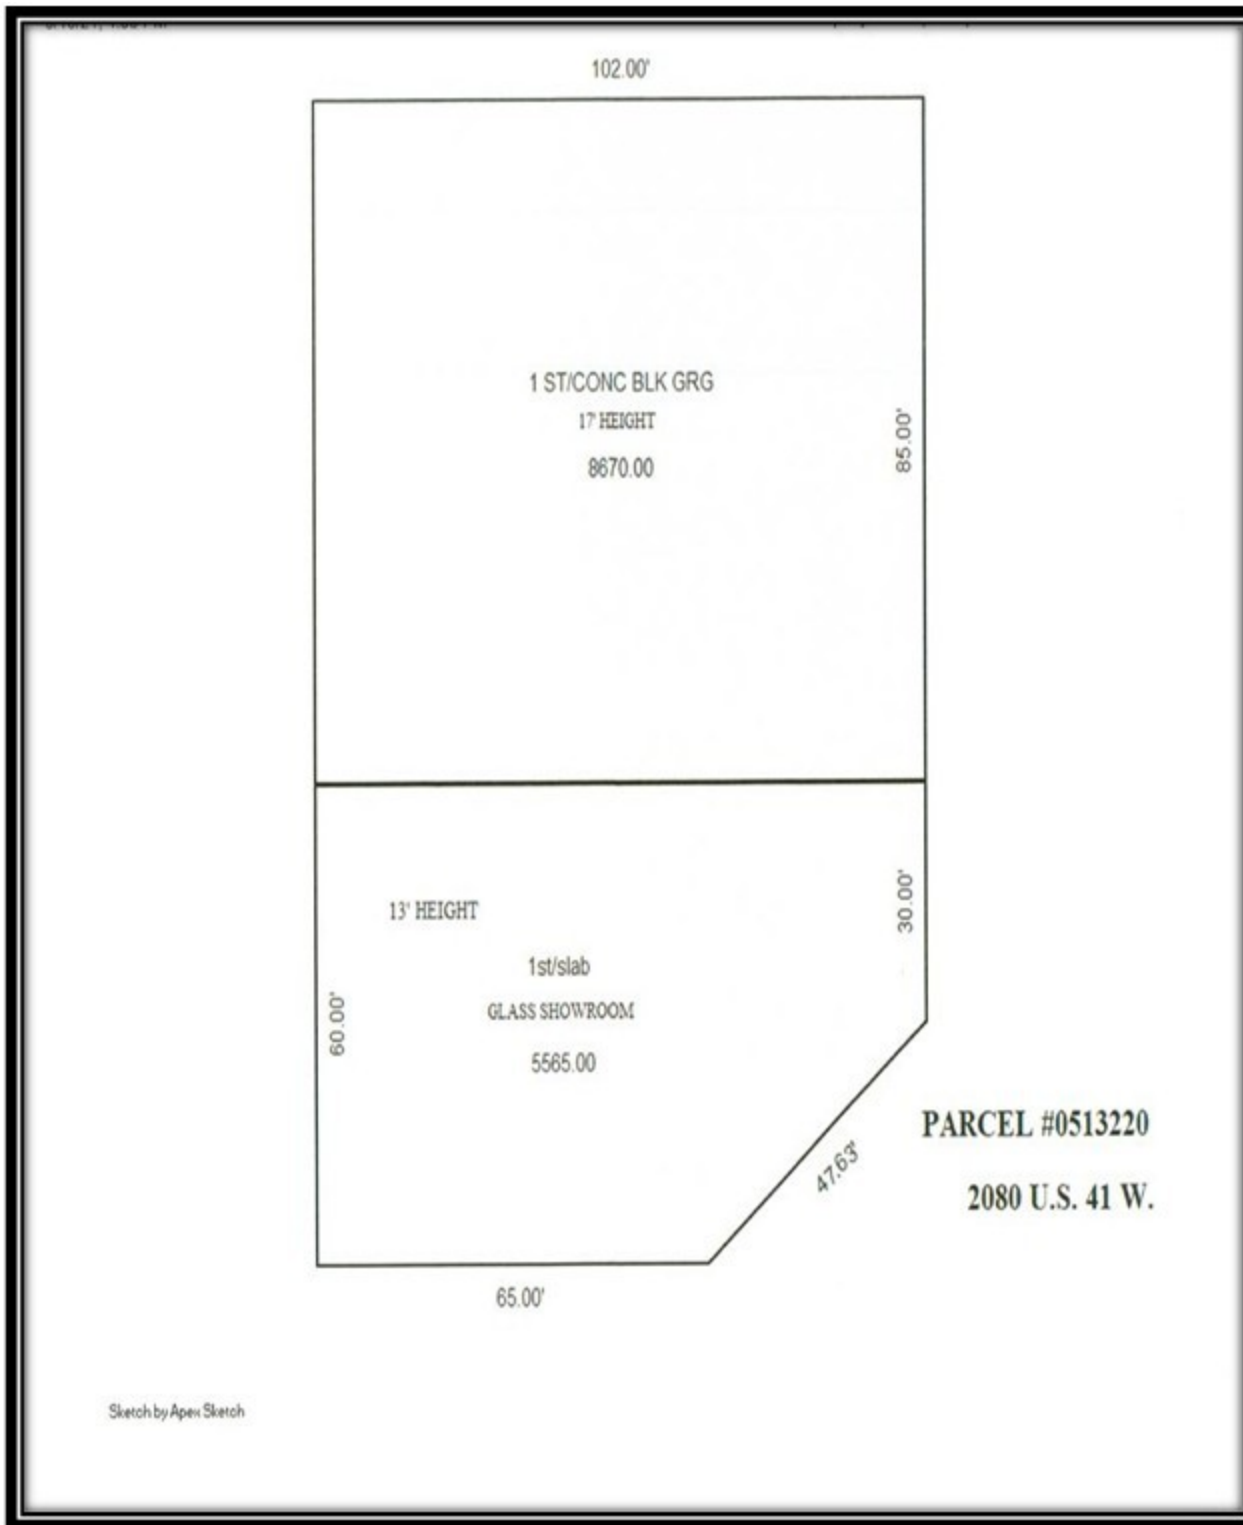 102.00'
1 ST/CONC BLK GRG
17' HEIGHT
85.00'
8670.00
13' HEIGHT
30.00'
1st/slab
GLASS SHOWROOM
60.00'
5565.00
PARCEL #0513220
47.63'
2080 U.S. 41 W.
65.00'
Sketch by Apex Sketch